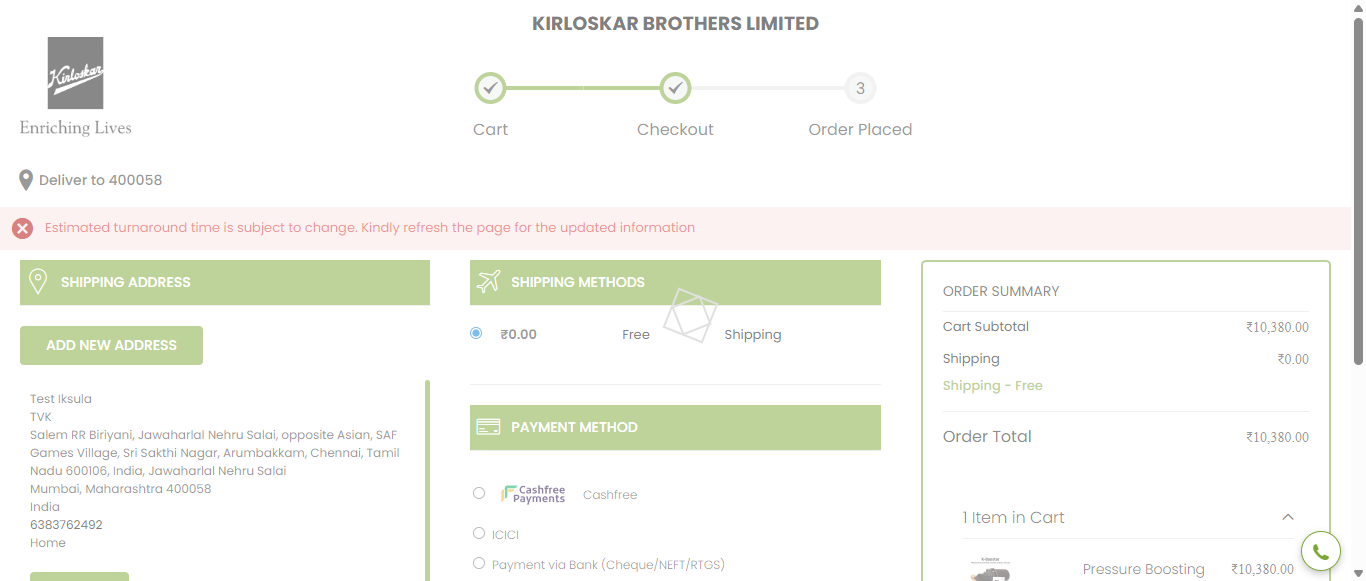 KIRLOSKAR BROTHERS LIMITED
Kirloskar
Enriching Lives
3
Cart
Checkout
Order Placed
Deliver to 400058
Estimated turnaround time is subject to change. Kindly refresh the page for the updated information
SHIPPING ADDRESS
ADD NEW ADDRESS
Test Iksula
TVK
Salem RR Biriyani, Jawaharlal Nehru Salai, opposite Asian, SAF
Games Village, Sri Sakthi Nagar, Arumbakkam, Chennai, Tamil
Nadu 600106, India, Jawaharlal Nehru Salai
Mumbai, Maharashtra 400058
India
6383762492
Home
SHIPPING METHODS
₹0.00 Free Shipping
PAYMENT METHOD
Cashfree Payments Cashfree
ICICI
Payment via Bank (Cheque/NEFT/RTGS)
ORDER SUMMARY
Cart Subtotal ₹10,380.00
Shipping ₹0.00
Shipping - Free
Order Total ₹10,380.00
1 Item in Cart
Pressure Boosting ₹10,380.00